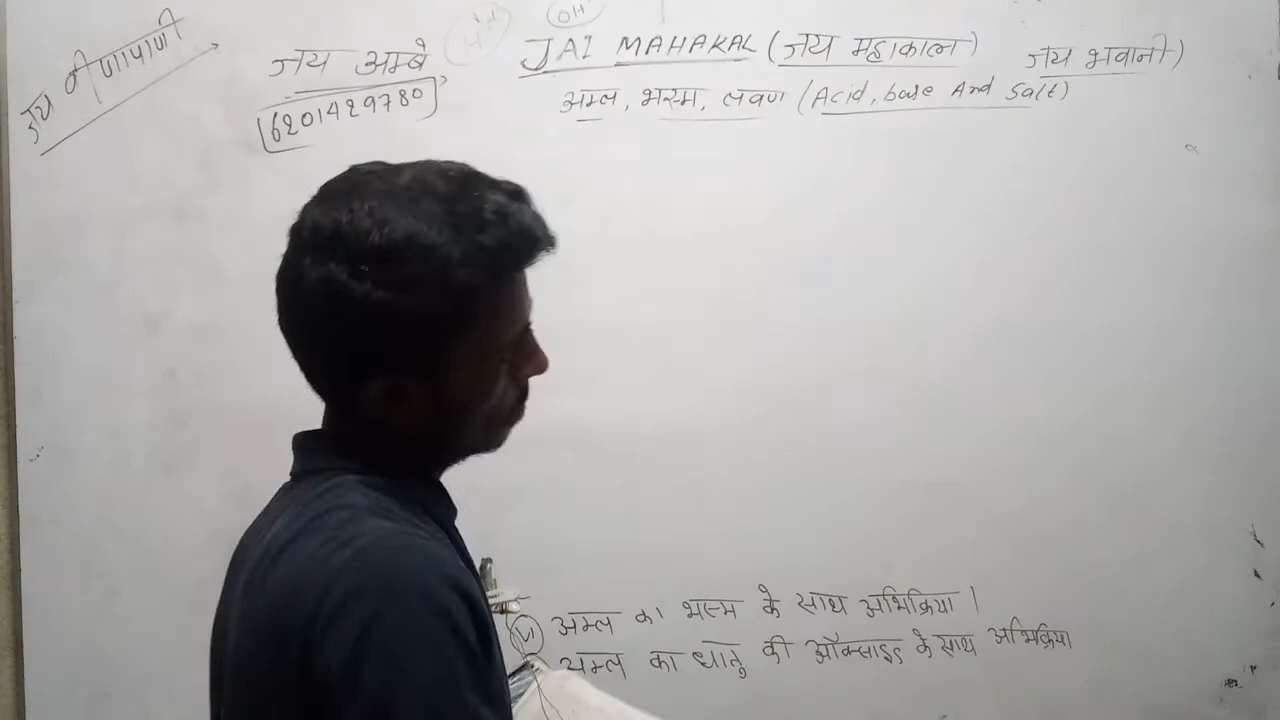 जय वीणापाणी
OH⁻
जय अम्बे
JAI MAHAKAL (जय महाकाल) जय भवानी)
6201429780
अम्ल, भस्म, लवण (Acid, base And Salt)
अम्ल का भस्म के साथ अभिक्रिया।
अम्ल का धातु की ऑक्साइड के साथ अभिक्रिया